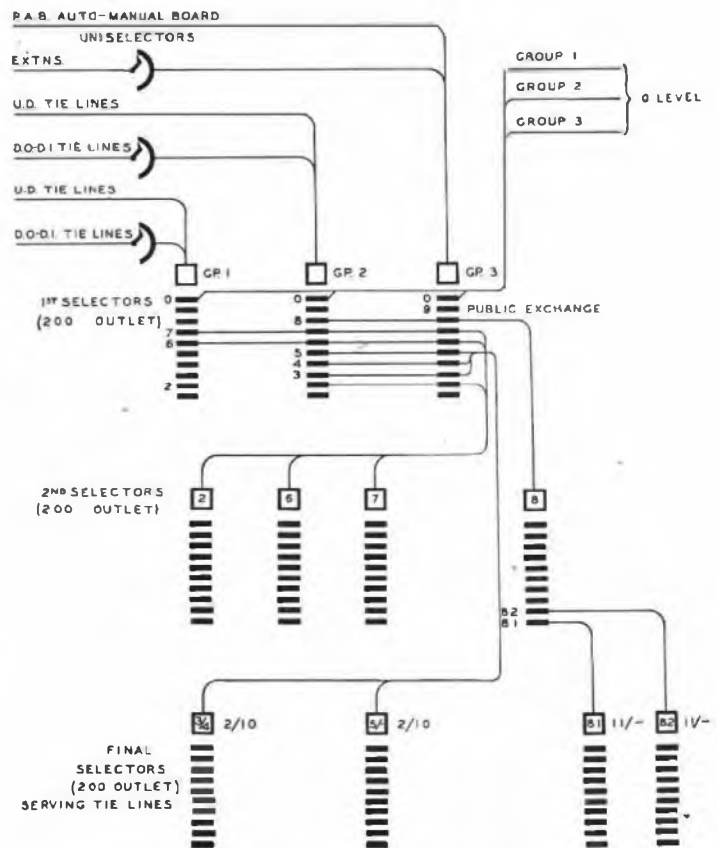 P.A.B. AUTO-MANUAL BOARD
UNISELECTORS
EXTNS.
U.D. TIE LINES
D.O-D.I TIE LINES
U.D. TIE LINES
D.O-D.I. TIE LINES
GROUP 1
GROUP 2
GROUP 3
O LEVEL
GP. 1
GP. 2
GP. 3
1ST SELECTORS
(200 OUTLET)
0
7
6
2
0
8
5
4
3
0
9
PUBLIC EXCHANGE
2ND SELECTORS
(200 OUTLET)
2
6
7
8
82
81
3/4
2/10
5/-
2/10
81
11/-
82
11/-
FINAL
SELECTORS
(200 OUTLET)
SERVING TIE LINES